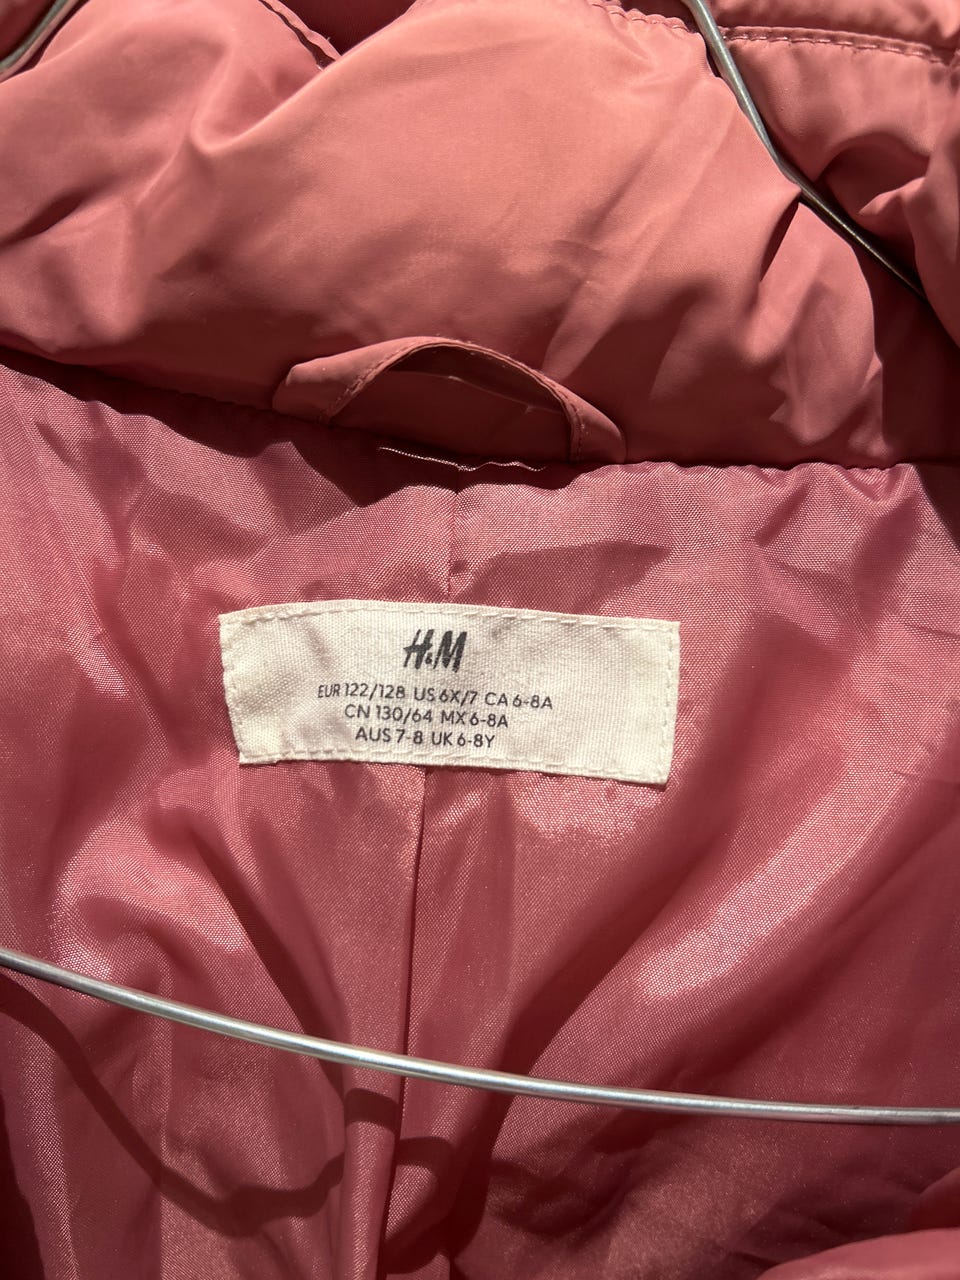 H&M
EUR 122/128 US 6X/7 CA 6-8A
CN 130/64 MX 6-8A
AUS 7-8 UK 6-8Y